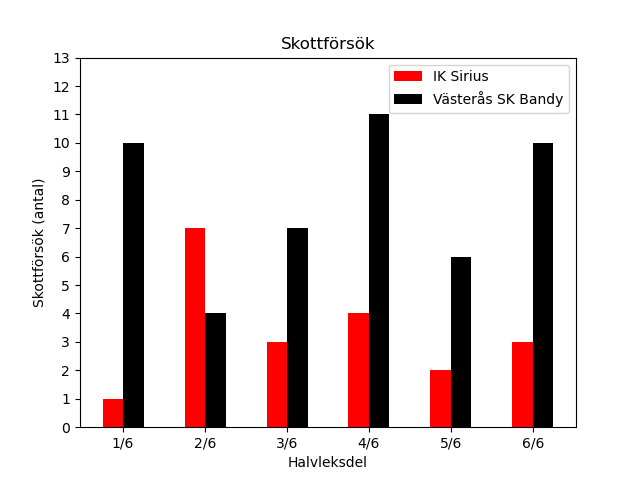 Skottförsök
IK Sirius
Västerås SK Bandy
Skottförsök (antal)
13
12
11
10
9
8
7
6
5
4
3
2
1
0
1/6 2/6 3/6 4/6 5/6 6/6
Halvleksdel